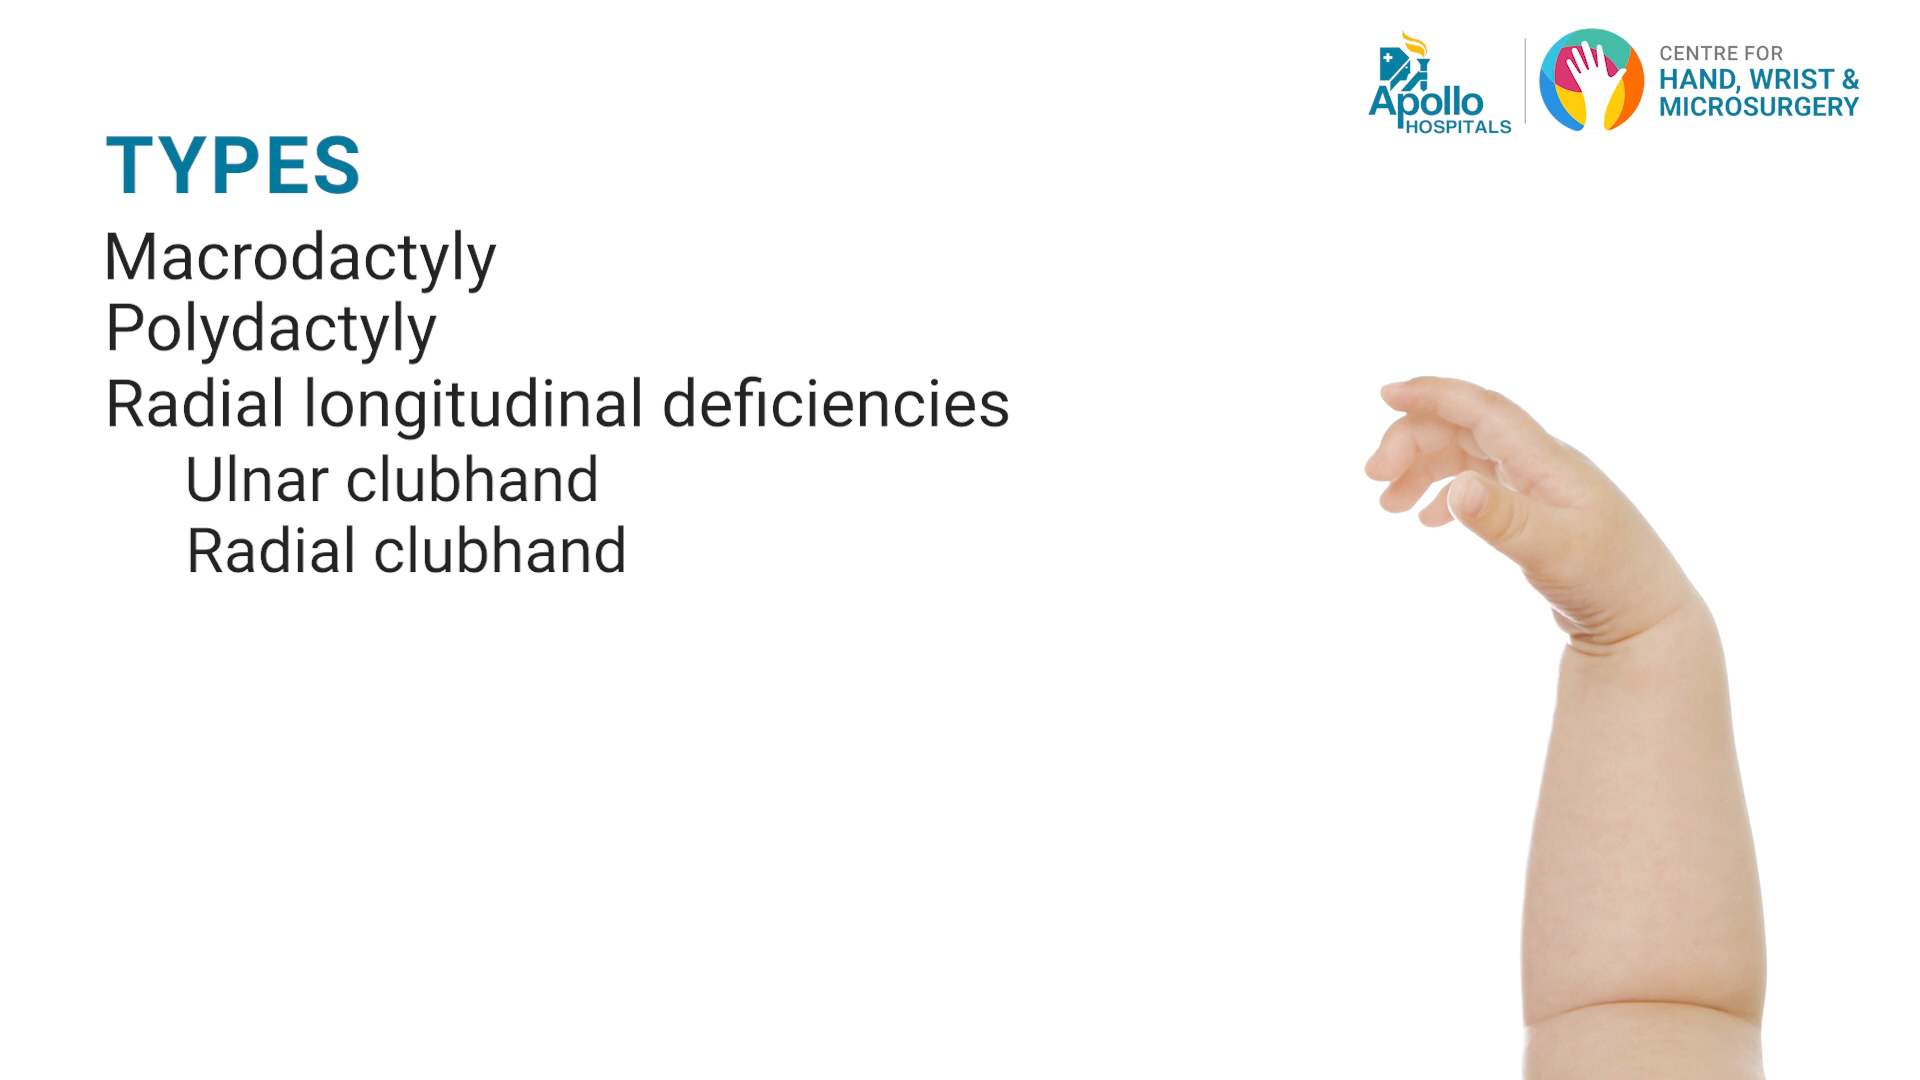 Apollo
HOSPITALS
CENTRE FOR
HAND, WRIST &
MICROSURGERY
TYPES
Macrodactyly
Polydactyly
Radial longitudinal deficiencies
Ulnar clubhand
Radial clubhand